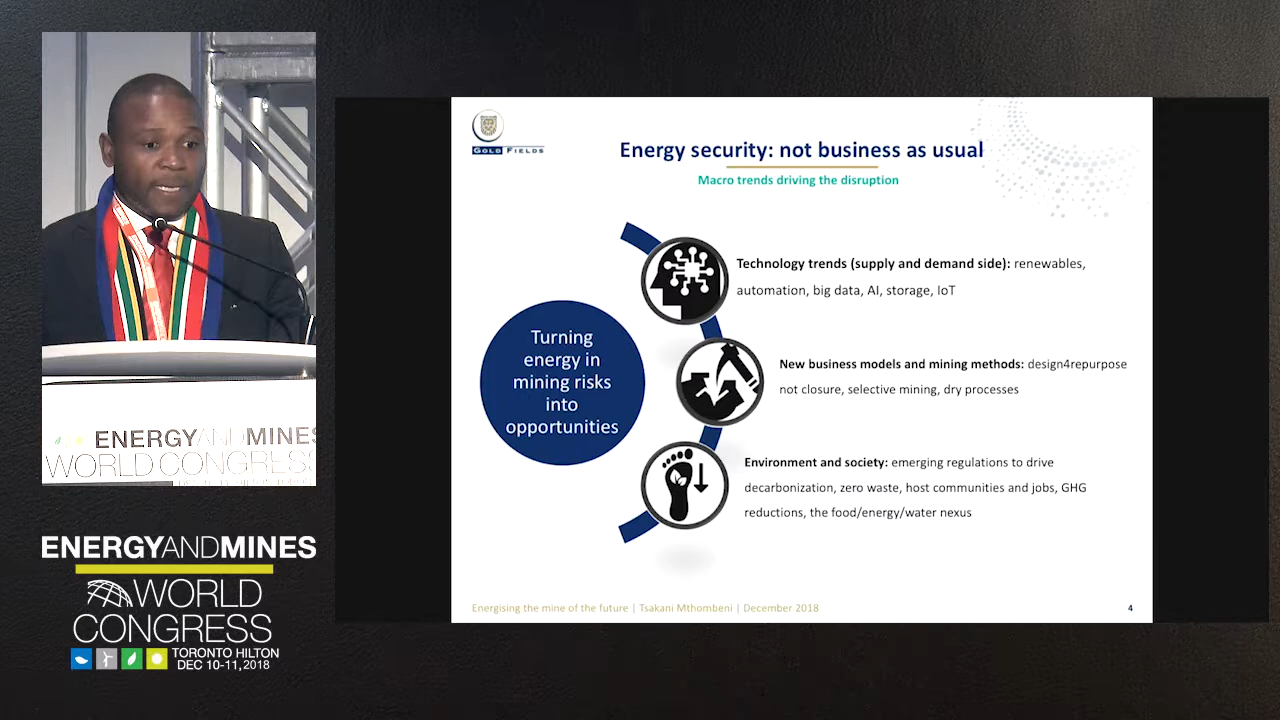 ENERGYANDMINES
WORLD CONGRESS
ENERGYANDMINES
WORLD
CONGRESS
TORONTO HILTON
DEC 10-11, 2018
GOLD FIELDS
Energy security: not business as usual
Macro trends driving the disruption
Turning
energy in
mining risks
into
opportunities
Technology trends (supply and demand side): renewables,
automation, big data, AI, storage, IoT
New business models and mining methods: design4repurpose
not closure, selective mining, dry processes
Environment and society: emerging regulations to drive
decarbonization, zero waste, host communities and jobs, GHG
reductions, the food/energy/water nexus
Energising the mine of the future | Tsakani Mthombeni | December 2018
4